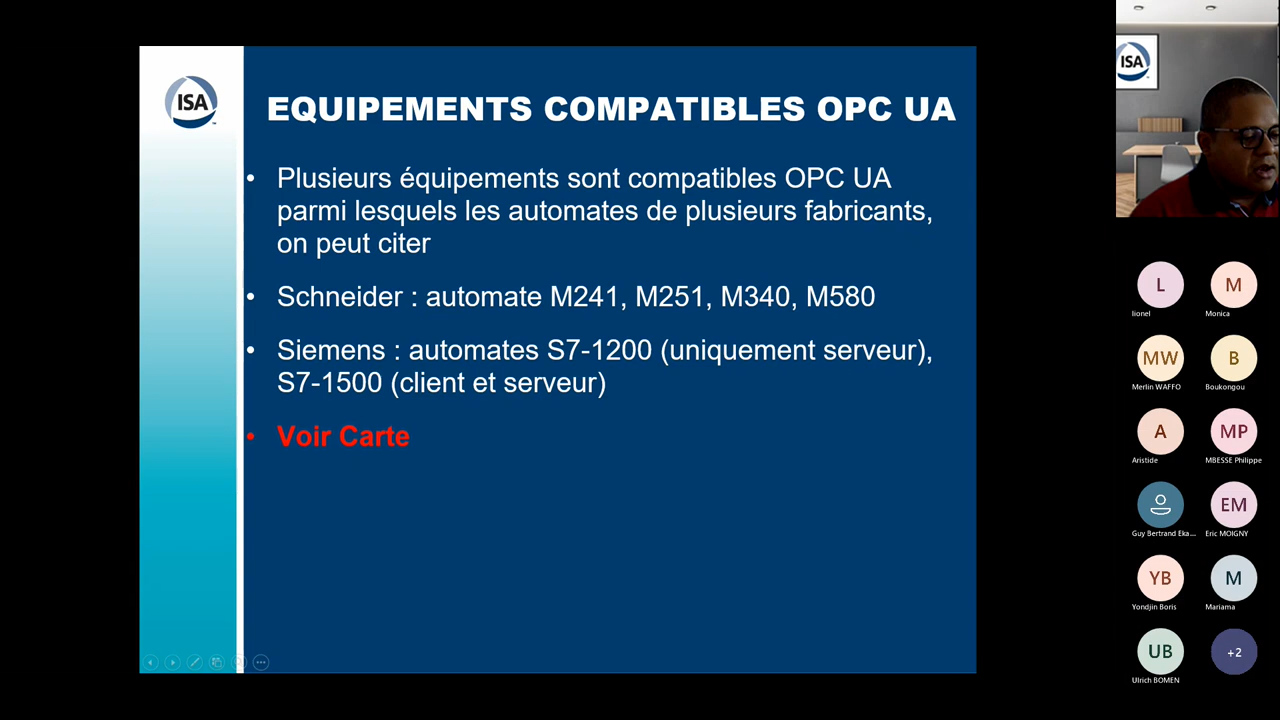 ISA
EQUIPEMENTS COMPATIBLES OPC UA
• Plusieurs équipements sont compatibles OPC UA
parmi lesquels les automates de plusieurs fabricants,
on peut citer
• Schneider : automate M241, M251, M340, M580
• Siemens : automates S7-1200 (uniquement serveur),
S7-1500 (client et serveur)
• Voir Carte
ISA
L
M
lionel
Monica
MW
B
Merlin WAFFO
Boukongou
A
MP
Aristide
MBESSE Philippe
EM
Guy Bertrand Eka...
Eric MOIGNY
YB
M
Yondjin Boris
Mariama
UB
+2
Ulrich BOMEN